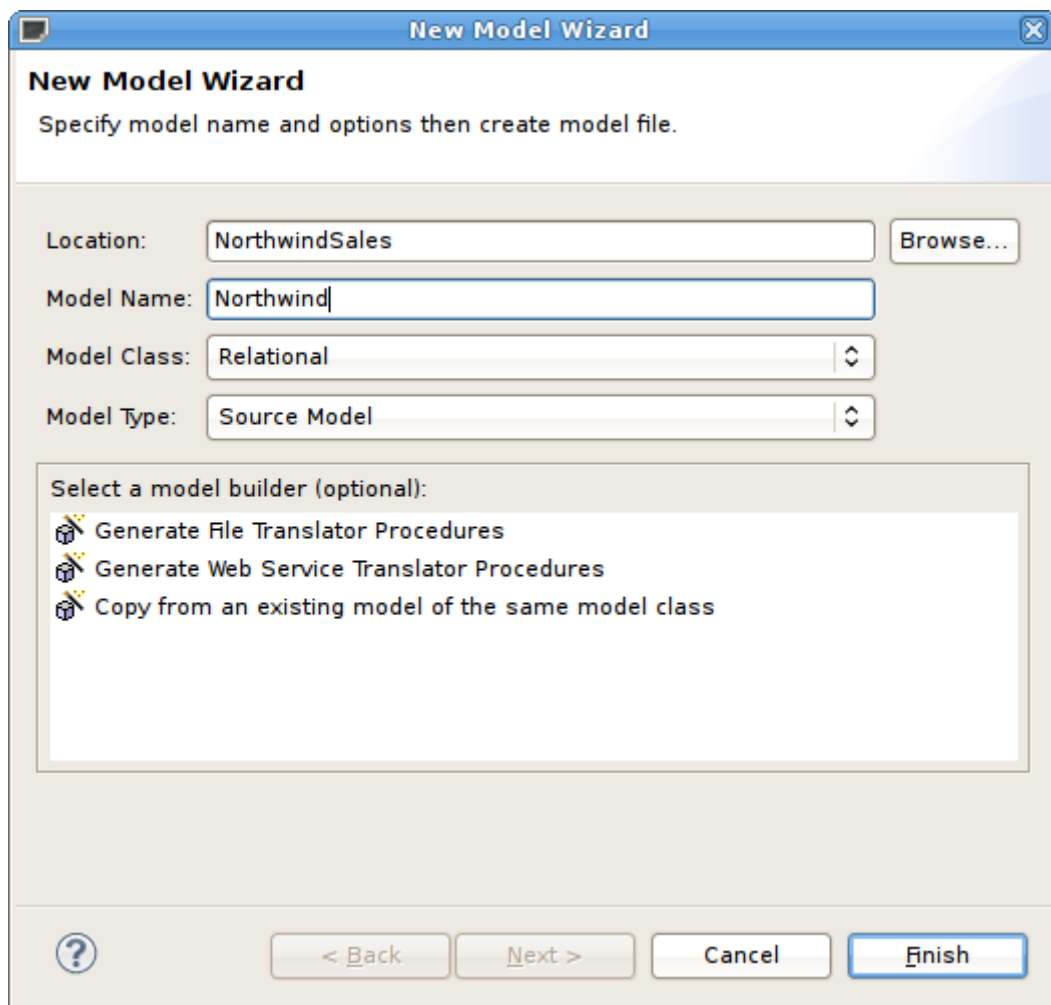 New Model Wizard
New Model Wizard
Specify model name and options then create model file.
Location: NorthwindSales Browse...
Model Name: Northwind
Model Class: Relational
Model Type: Source Model
Select a model builder (optional):
Generate File Translator Procedures
Generate Web Service Translator Procedures
Copy from an existing model of the same model class
? < Back Next > Cancel Finish